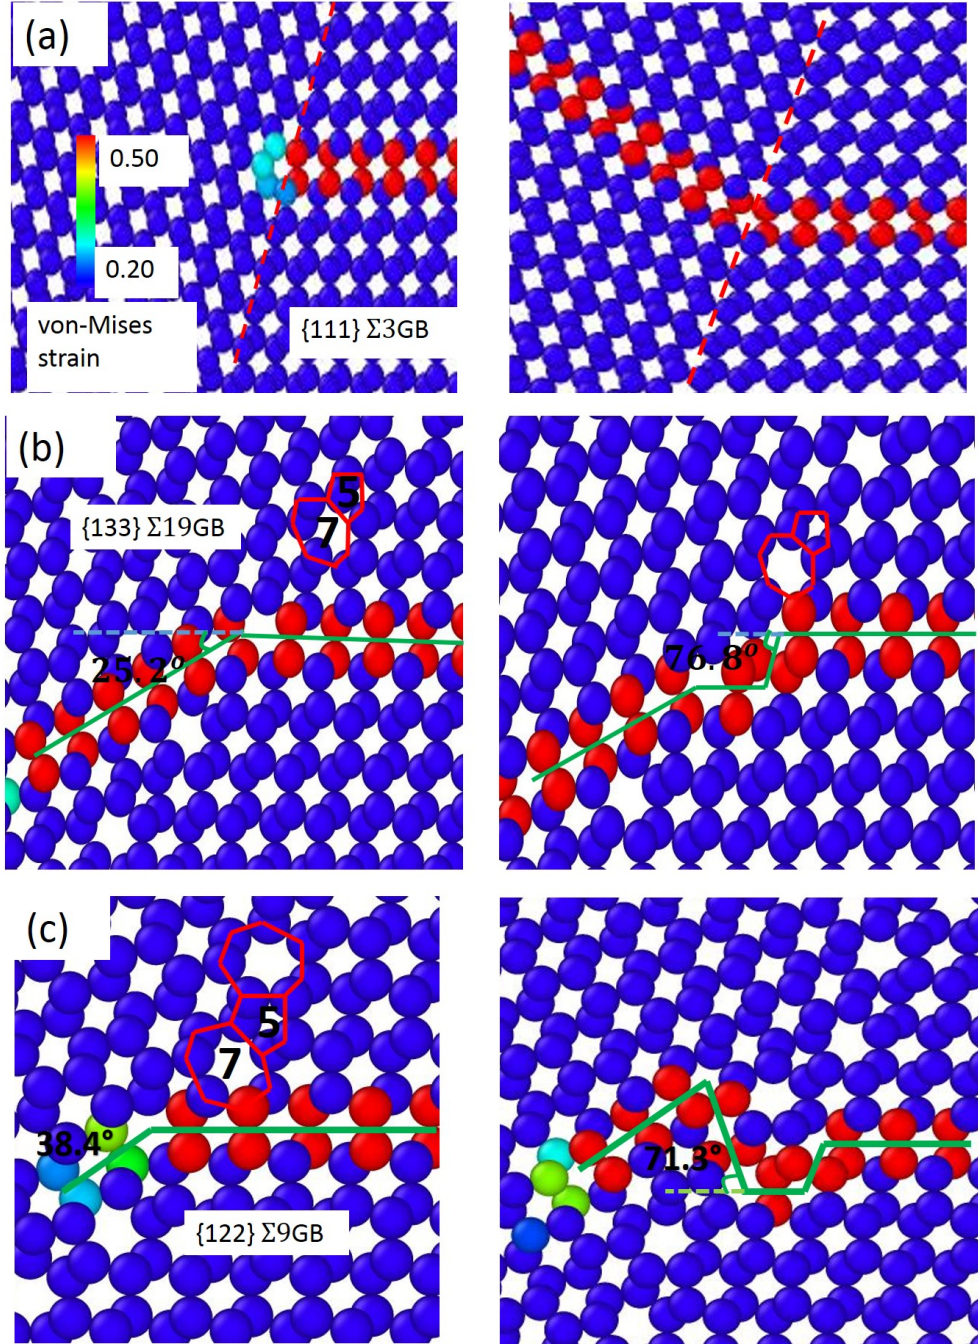 (a)
0.50
0.20
von-Mises
strain
{111} Σ3GB
(b)
5
7
{133} Σ19GB
25.2°
76.8°
(c)
5
7
38.4°
{122} Σ9GB
71.3°